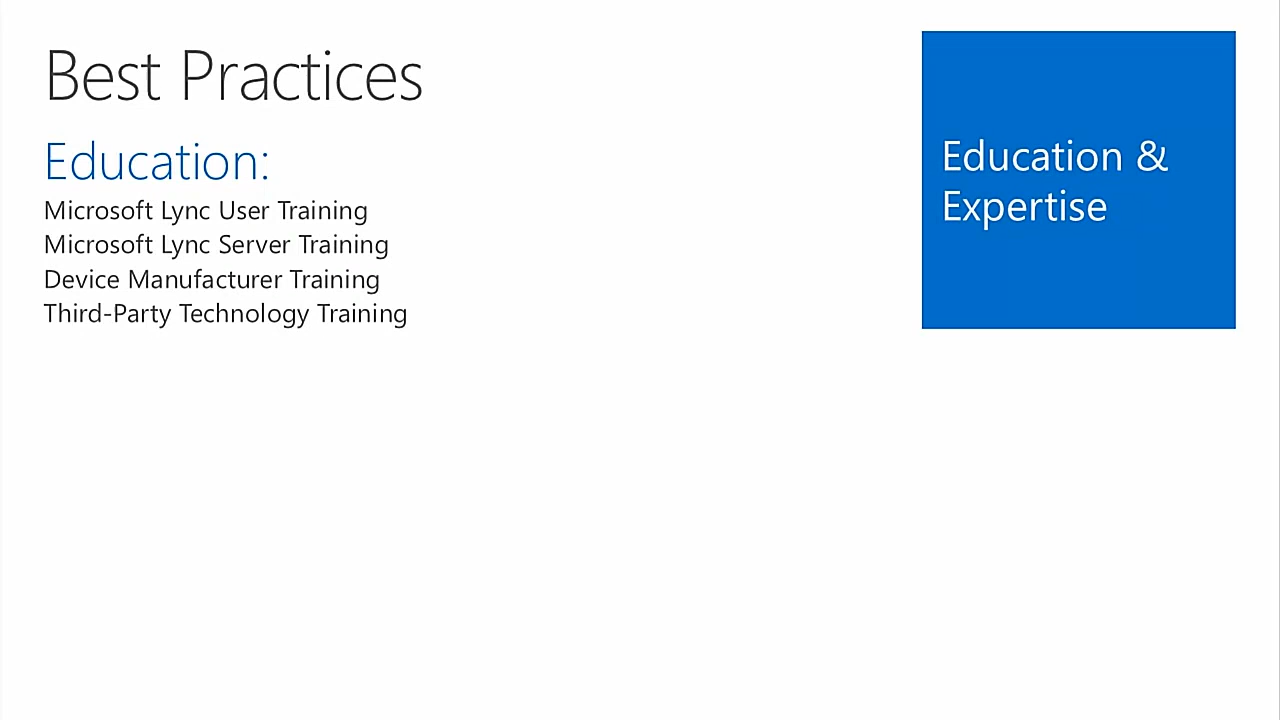 Best Practices
Education:
Microsoft Lync User Training
Microsoft Lync Server Training
Device Manufacturer Training
Third-Party Technology Training
Education &
Expertise